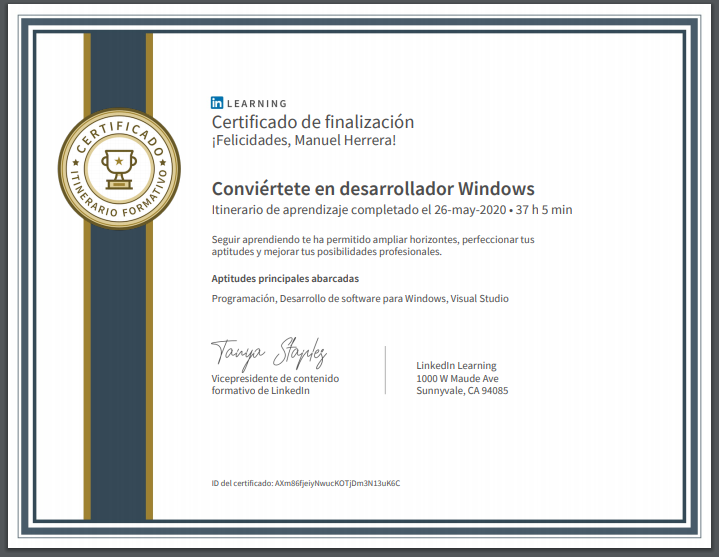 in LEARNING
Certificado de finalización
¡Felicidades, Manuel Herrera!
CERTIFICADO
ITINERARIO FORMATIVO
Conviértete en desarrollador Windows
Itinerario de aprendizaje completado el 26-may-2020 • 37 h 5 min
Seguir aprendiendo te ha permitido ampliar horizontes, perfeccionar tus
aptitudes y mejorar tus posibilidades profesionales.
Aptitudes principales abarcadas
Programación, Desarrollo de software para Windows, Visual Studio
Tanya Staples
Vicepresidente de contenido
formativo de LinkedIn
LinkedIn Learning
1000 W Maude Ave
Sunnyvale, CA 94085
ID del certificado: AXm86fjeiyNwucKOTjDm3N13uK6C